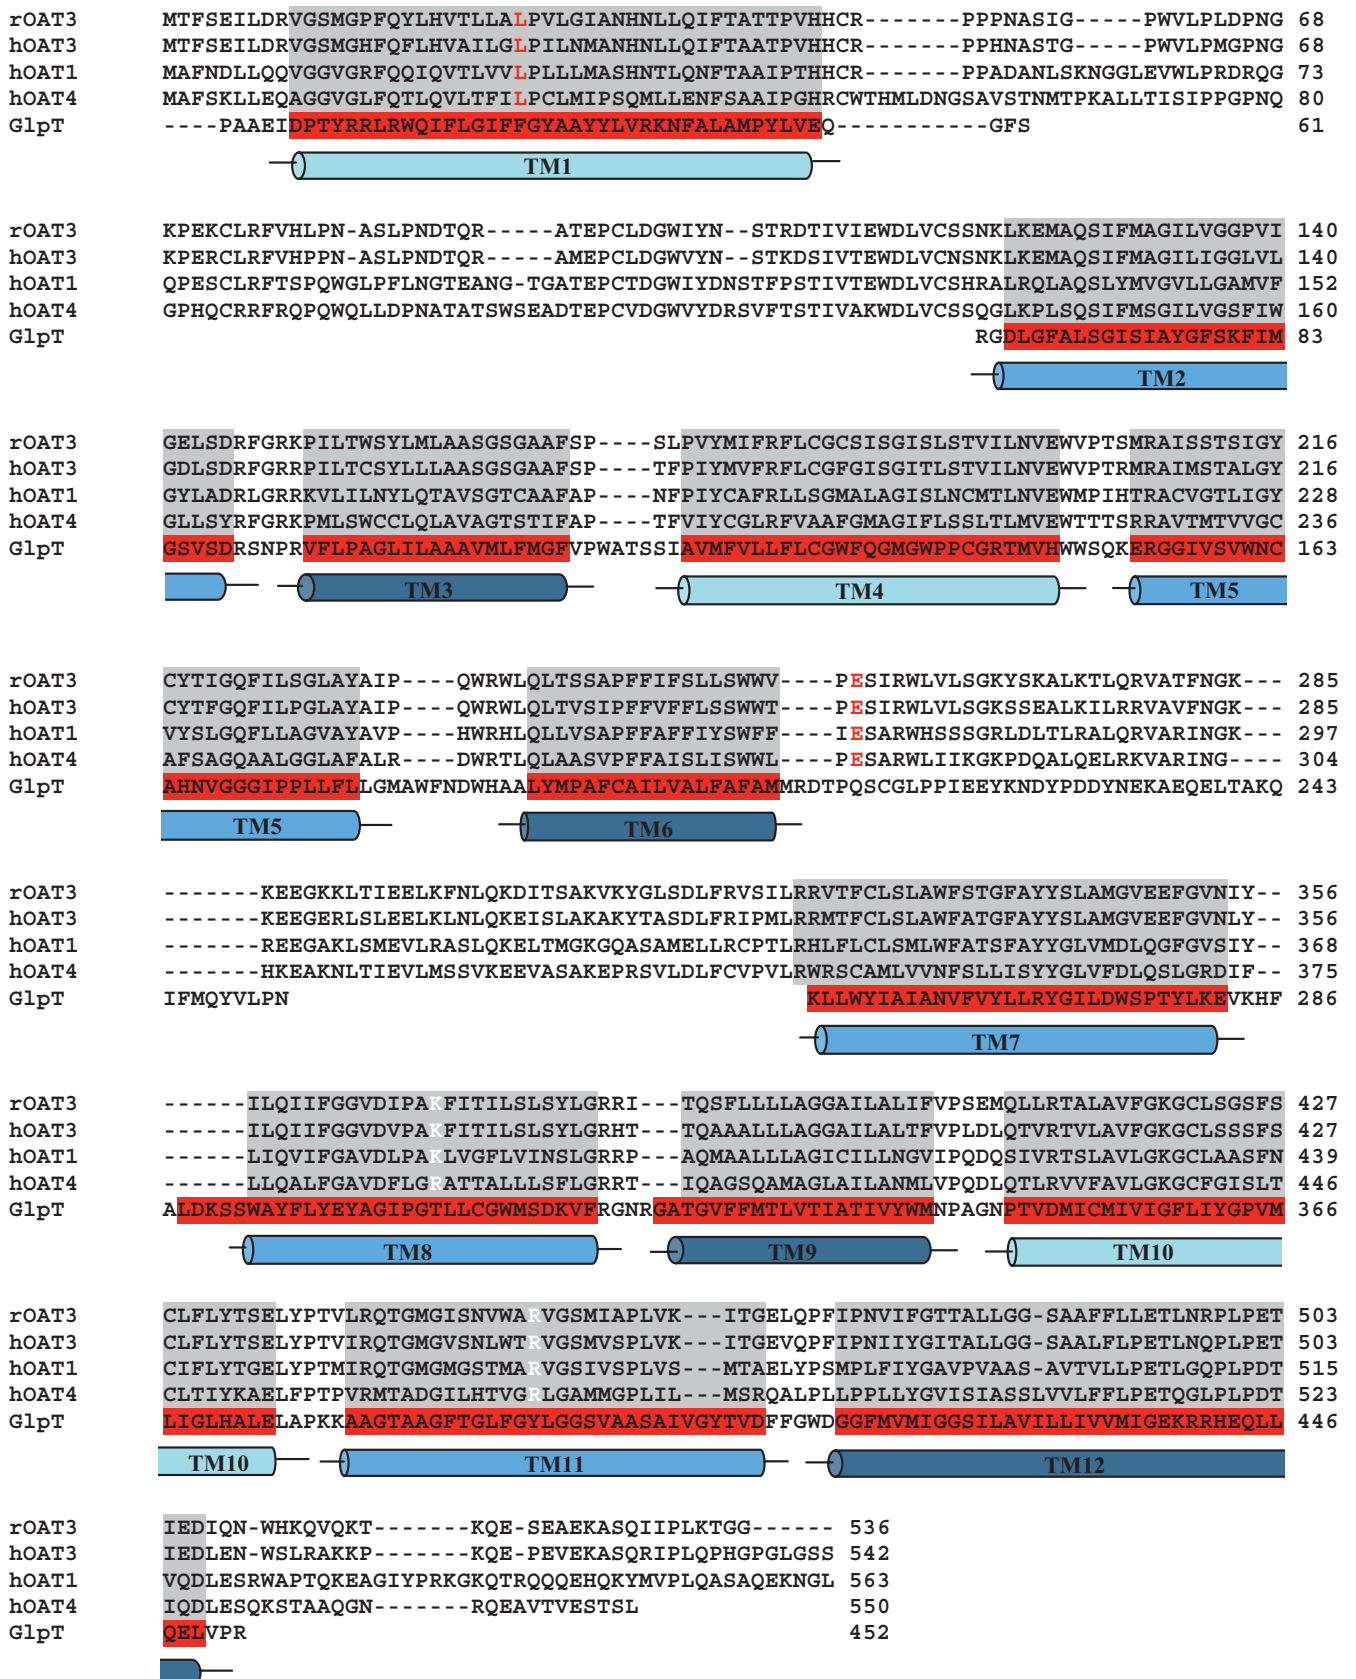 rOAT3 MTFSEILDRVGSMGPFQYLHVTLLALPVLGIANHNLLQIFTATTPVHHCR-------PPPNASIG-----PWVLPLDPNG 68
hOAT3 MTFSEILDRVGSMGHFQFLHVAILGLPILNMANHNLLQIFTAATPVHHCR-------PPHNASTG-----PWVLPMGPNG 68
hOAT1 MAFNDLLQQVGGVGRFQQIQVTLVVLPLLLMASHNTLQNFTAAIPTHHCR-------PPADANLSKNGGLEVWLPRDRQG 73
hOAT4 MAFSKLLEQAGGVGLFQTLQVLTFILPCLMIPSQMLLENFSAAIPGHRCWTHMLDNGSAVSTNMTPKALLTISIPPGPNQ 80
GlpT ----PAAEIDPTYRRLRWQIFLGIFFGYAAYYLVRKNFALAMPYLVEQ-----------GFS 61
TM1
rOAT3 KPEKCLRFVHLPN-ASLPNDTQR-----ATEPCLDGWIYN--STRDTIVIEWDLVCSSNKLKEMAQSIFMAGILVGGPVI 140
hOAT3 KPERCLRFVHPPN-ASLPNDTQR-----AMEPCLDGWVYN--STKDSIVTEWDLVCNSNKLKEMAQSIFMAGILIGGLVL 140
hOAT1 QPESCLRFTSPQWGLPFLNGTEANG-TGATEPCTDGWIYDNSTFPSTIVTEWDLVCSHRALRQLAQSLYMVGVLLGAMVF 152
hOAT4 GPHQCRRFRQPQWQLLDPNATATSWSEADTEPCVDGWVYDRSVFTSTIVAKWDLVCSSQGLKPLSQSIFMSGILVGSFIW 160
GlpT RGDLGFALSGISIAYGFSKFIM 83
TM2
rOAT3 GELSDRFGRKPILTWSYLMLAASGSGAAFSP----SLPVYMIFRFLCGCSISGISLSTVILNVEWVPTSMRAISSTSIGY 216
hOAT3 GDLSDRFGRRPILTCSYLLLAASGSGAAFSP----TFPIYMVFRFLCGFGISGITLSTVILNVEWVPTRMRAIMSTALGY 216
hOAT1 GYLADRLGRRKVLILNYLQTAVSGTCAAFAP----NFPIYCAFRLLSGMALAGISLNCMTLNVEWMPIHTRACVGTLIGY 228
hOAT4 GLLSYRFGRKPMLSWCCLQLAVAGTSTIFAP----TFVIYCGLRFVAAFGMAGIFLSSLTLMVEWTTTSRRAVTMTVVGC 236
GlpT GSVSDRSNPRVFLPAGLILAAAVMLFMGFVPWATSSIAVMFVLLFLCGWFQGMGWPPCGRTMVHWWSQKERGGIVSVWNC 163
TM3 TM4 TM5
rOAT3 CYTIGQFILSGLAYAIP----QWRWLQLTSSAPFFIFSLLSWWV----PESIRWLVLSGKYSKALKTLQRVATFNGK--- 285
hOAT3 CYTFGQFILPGLAYAIP----QWRWLQLTVSIPFFVFFLSSWWT----PESIRWLVLSGKSSEALKILRRVAVFNGK--- 285
hOAT1 VYSLGQFLLAGVAYAVP----HWRHLQLLVSAPFFAFFIYSWFF----IESARWHSSSGRLDLTLRALQRVARINGK--- 297
hOAT4 AFSAGQAALGGLAFALR----DWRTLQLAASVPFFAISLISWWL----PESARWLIIKGKPDQALQELRKVARING---- 304
GlpT AHNVGGGIPPLLFLLGMAWFNDWHAALYMPAFCAILVALFAFAMMRDTPQSCGLPPIEEYKNDYPDDYNEKAEQELTAKQ 243
TM5 TM6
rOAT3 -------KEEGKKLTIEELKFNLQKDITSAKVKYGLSDLFRVSILRRVTFCLSLAWFSTGFAYYSLAMGVEEFGVNIY-- 356
hOAT3 -------KEEGERLSLEELKLNLQKEISLAKAKYTASDLFRIPMLRRMTFCLSLAWFATGFAYYSLAMGVEEFGVNLY-- 356
hOAT1 -------REEGAKLSMEVLRASLQKELTMGKGQASAMELLRCPTLRHLFLCLSMLWFATSFAYYGLVMDLQGFGVSIY-- 368
hOAT4 -------HKEAKNLTIEVLMSSVKEEVASAKEPRSVLDLFCVPVLRWRSCAMLVVNFSLLISYYGLVFDLQSLGRDIF-- 375
GlpT IFMQYVLPN KLLWYIAIANVFVYLLRYGILDWSPTYLKEVKHF 286
TM7
rOAT3 ------ILQIIFGGVDIPAKFITILSLSYLGRRI---TQSFLLLLAGGAILALIFVPSEMQLLRTALAVFGKGCLSGSFS 427
hOAT3 ------ILQIIFGGVDVPAKFITILSLSYLGRHT---TQAAALLLAGGAILALTFVPLDLQTVRTVLAVFGKGCLSSSFS 427
hOAT1 ------LIQVIFGAVDLPAKLVGFLVINSLGRRP---AQMAALLLAGICILLNGVIPQDQSIVRTSLAVLGKGCLAASFN 439
hOAT4 ------LLQALFGAVDFLGRATTALLLSFLGRRT---IQAGSQAMAGLAILANMLVPQDLQTLRVVFAVLGKGCFGISLT 446
GlpT ALDKSSWAYFLYEYAGIPGTLLCGWMSDKVFRGNRGATGVFFMTLVTIATIVYWMNPAGNPTVDMICMIVIGFLIYGPVM 366
TM8 TM9 TM10
rOAT3 CLFLYTSELYPTVLRQTGMGISNVWARVGSMIAPLVK---ITGELQPFIPNVIFGTTALLGG-SAAFFLLETLNRPLPET 503
hOAT3 CLFLYTSELYPTVIRQTGMGVSNLWTRVGSMVSPLVK---ITGEVQPFIPNIIYGITALLGG-SAALFLPETLNQPLPET 503
hOAT1 CIFLYTGELYPTMIRQTGMGMGSTMARVGSIVSPLVS---MTAELYPSMPLFIYGAVPVAAS-AVTVLLPETLGQPLPDT 515
hOAT4 CLTIYKAELFPTPVRMTADGILHTVGRLGAMMGPLIL---MSRQALPLLPPLLYGVISIASSLVVLFFLPETQGLPLPDT 523
GlpT LIGLHALELAPKKAAGTAAGFTGLFGYLGGSVAASAIVGYTVDFFGWDGGFMVMIGGSILAVILLIVVMIGEKRRHEQLL 446
TM10 TM11 TM12
rOAT3 IEDIQN-WHKQVQKT-------KQE-SEAEKASQIIPLKTGG------ 536
hOAT3 IEDLEN-WSLRAKKP-------KQE-PEVEKASQRIPLQPHGPGLGSS 542
hOAT1 VQDLESRWAPTQKEAGIYPRKGKQTRQQQEHQKYMVPLQASAQEKNGL 563
hOAT4 IQDLESQKSTAAQGN-------RQEAVTVESTSL 550
GlpT QELVPR 452